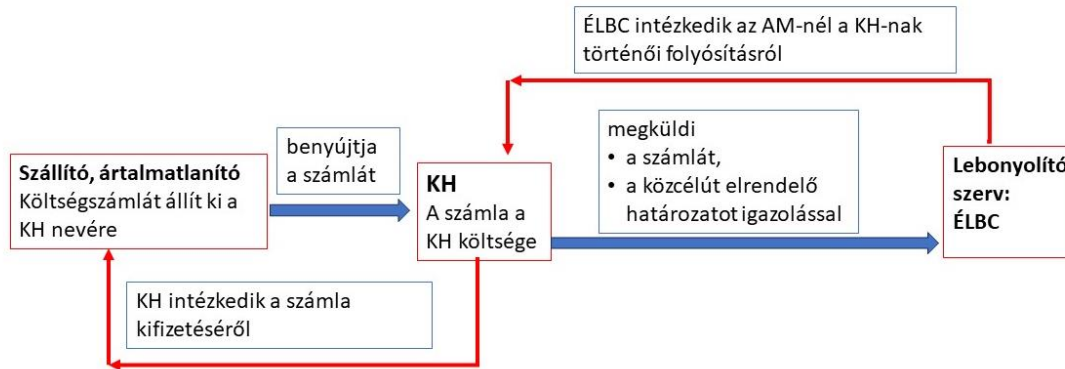 ÉLBC intézkedik az AM-nél a KH-nak
történői folyósításról
benyújtja
a számlát
megküldi
• a számlát,
• a közcélút elrendelő
határozatot igazolással
Szállító, ártalmatlanító
Költségszámlát állít ki a
KH nevére
KH
A számla a
KH költsége
Lebonyolító
szerv:
ÉLBC
KH intézkedik a számla
kifizetéséről